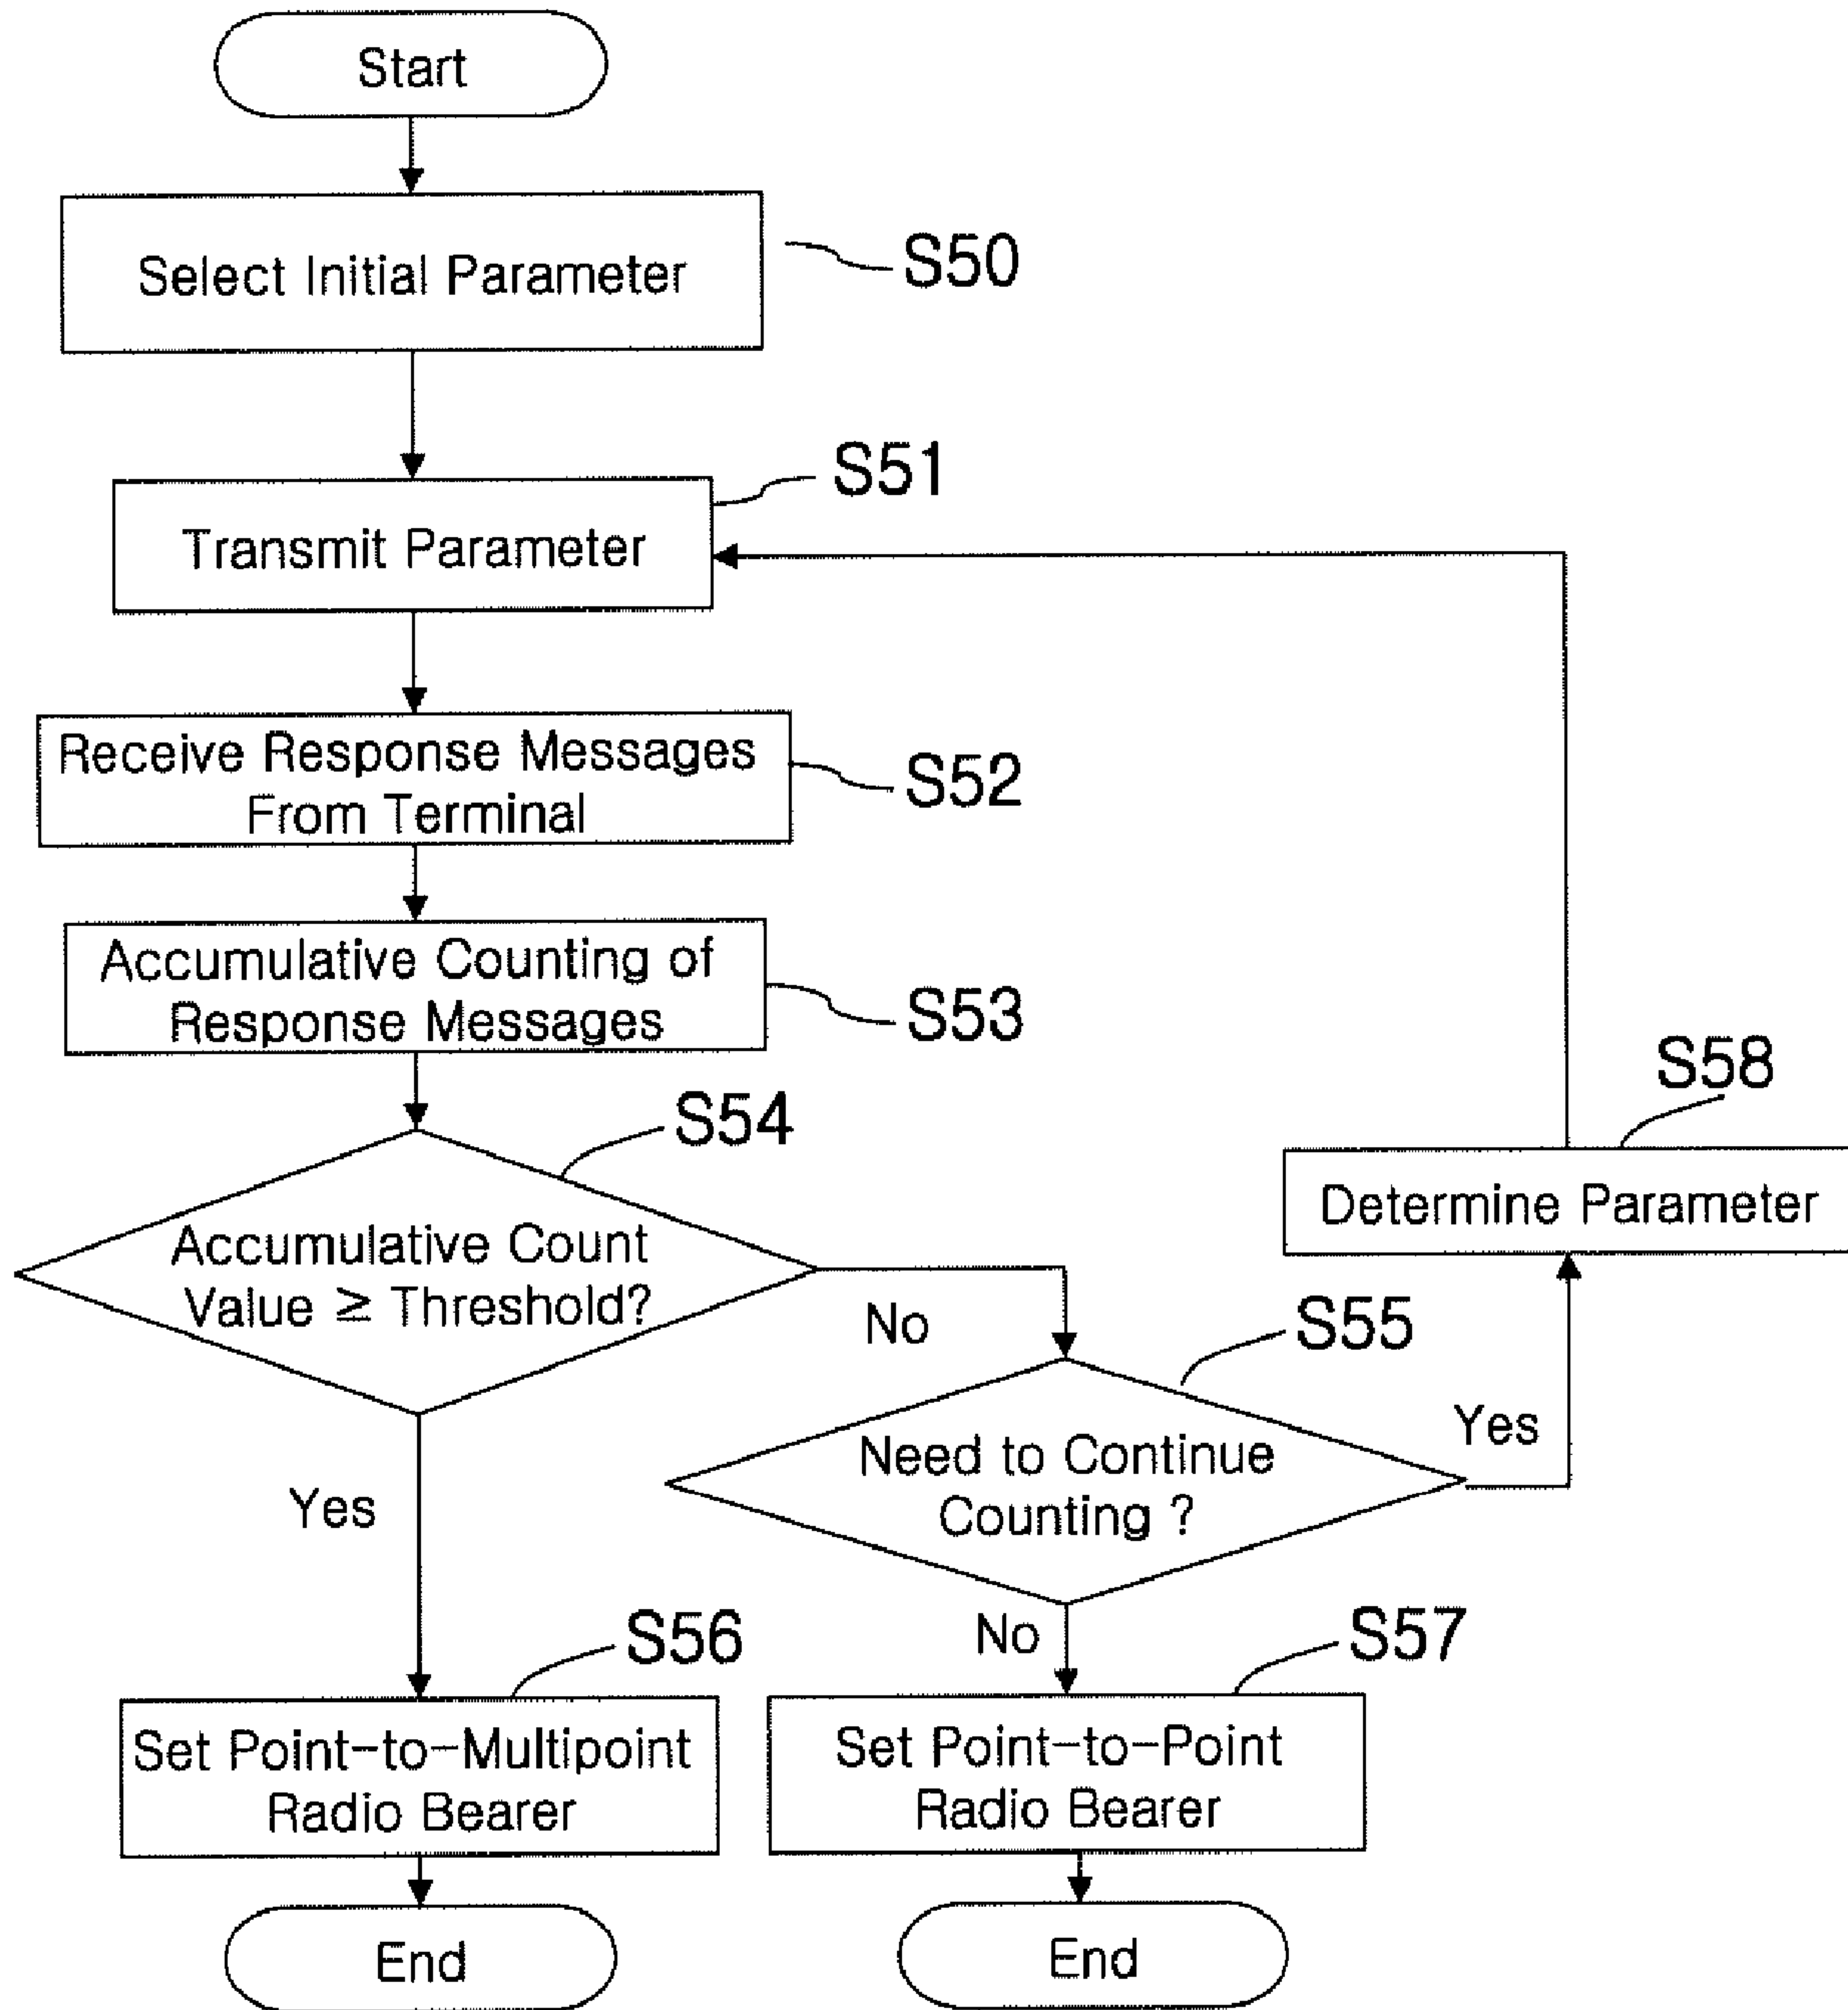 Start
Select Initial Parameter
S50
S51
Transmit Parameter
Receive Response Messages
From Terminal
S52
Accumulative Counting of
Response Messages
S53
S54
Accumulative Count
Value ≥ Threshold?
No
Yes
S58
Determine Parameter
S55
Need to Continue
Counting ?
Yes
No
S56
Set Point-to-Multipoint
Radio Bearer
S57
Set Point-to-Point
Radio Bearer
End
End